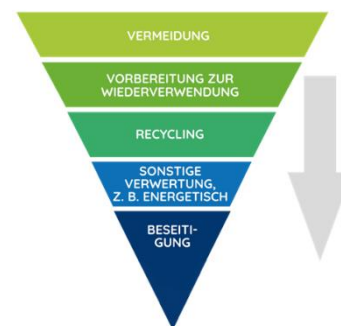 VERMEIDUNG
VORBEREITUNG ZUR
WIEDERVERWENDUNG
RECYCLING
SONSTIGE
VERWERTUNG,
Z. B. ENERGETISCH
BESEITI-
GUNG